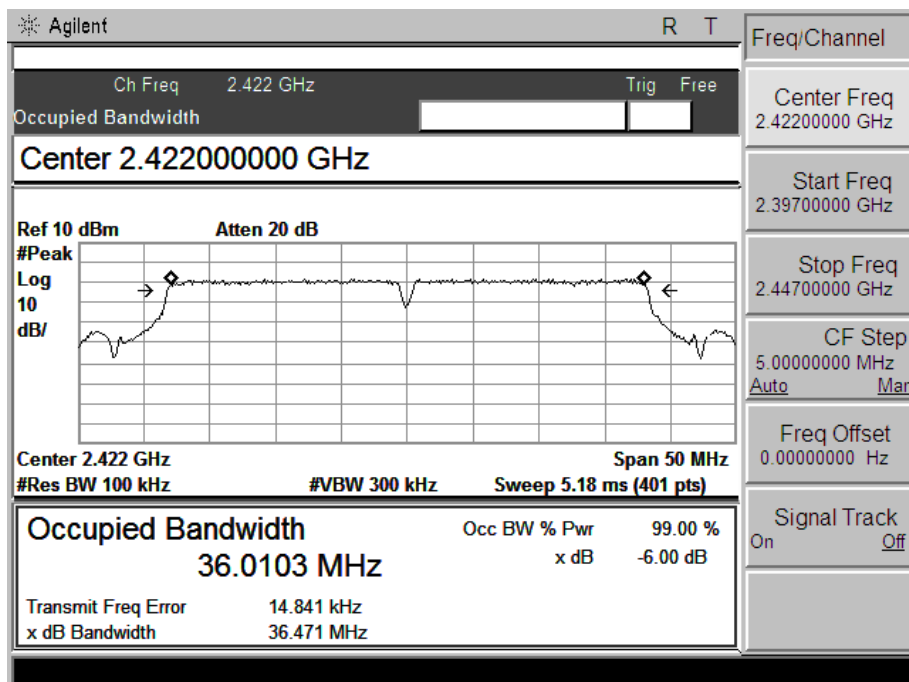 Agilent R T
Freq/Channel
Ch Freq 2.422 GHz Trig Free
Occupied Bandwidth
Center 2.422000000 GHz
Center Freq
2.42200000 GHz
Start Freq
2.39700000 GHz
Stop Freq
2.44700000 GHz
CF Step
5.00000000 MHz
Auto Man
Freq Offset
0.00000000 Hz
Signal Track
On Off
Ref 10 dBm Atten 20 dB
#Peak
Log
10
dB/
Center 2.422 GHz Span 50 MHz
#Res BW 100 kHz #VBW 300 kHz Sweep 5.18 ms (401 pts)
Occupied Bandwidth
36.0103 MHz
Occ BW % Pwr 99.00 %
x dB -6.00 dB
Transmit Freq Error 14.841 kHz
x dB Bandwidth 36.471 MHz